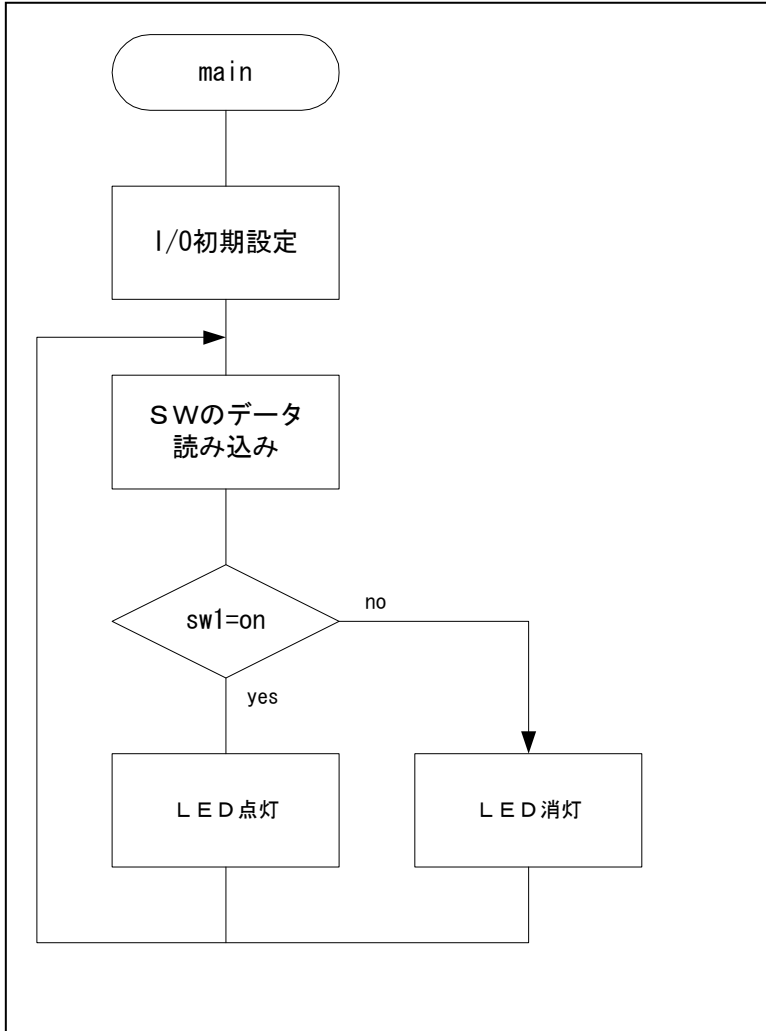 main
I/O初期設定
SWのデータ
読み込み
sw1=on
no
yes
LED点灯
LED消灯